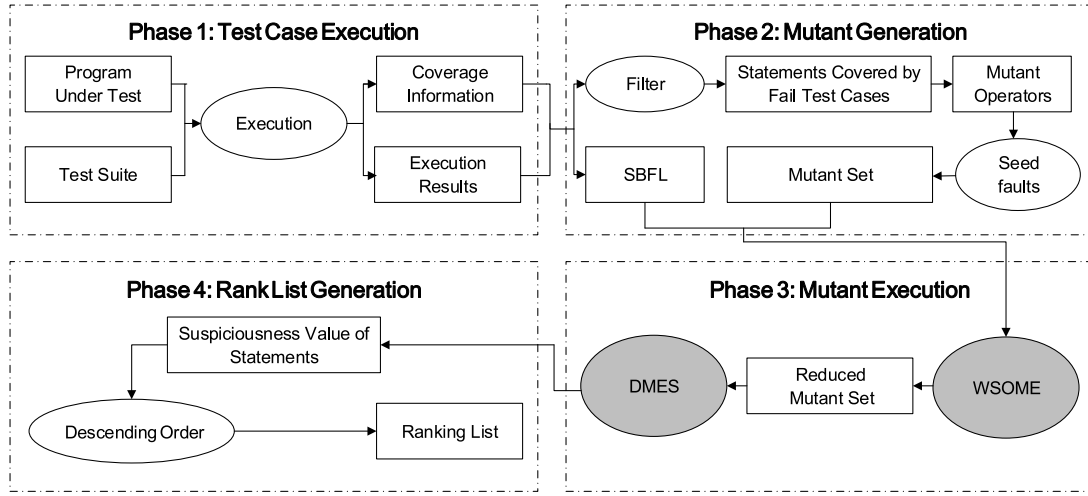 Phase 1: Test Case Execution
Program
Under Test
Test Suite
Execution
Coverage
Information
Execution
Results
Phase 2: Mutant Generation
Filter
Statements Covered by
Fail Test Cases
Mutant
Operators
SBFL
Mutant Set
Seed
faults
Phase 3: Mutant Execution
WSOME
Reduced
Mutant Set
DMES
Phase 4: Rank List Generation
Suspiciousness Value of
Statements
Descending Order
Ranking List